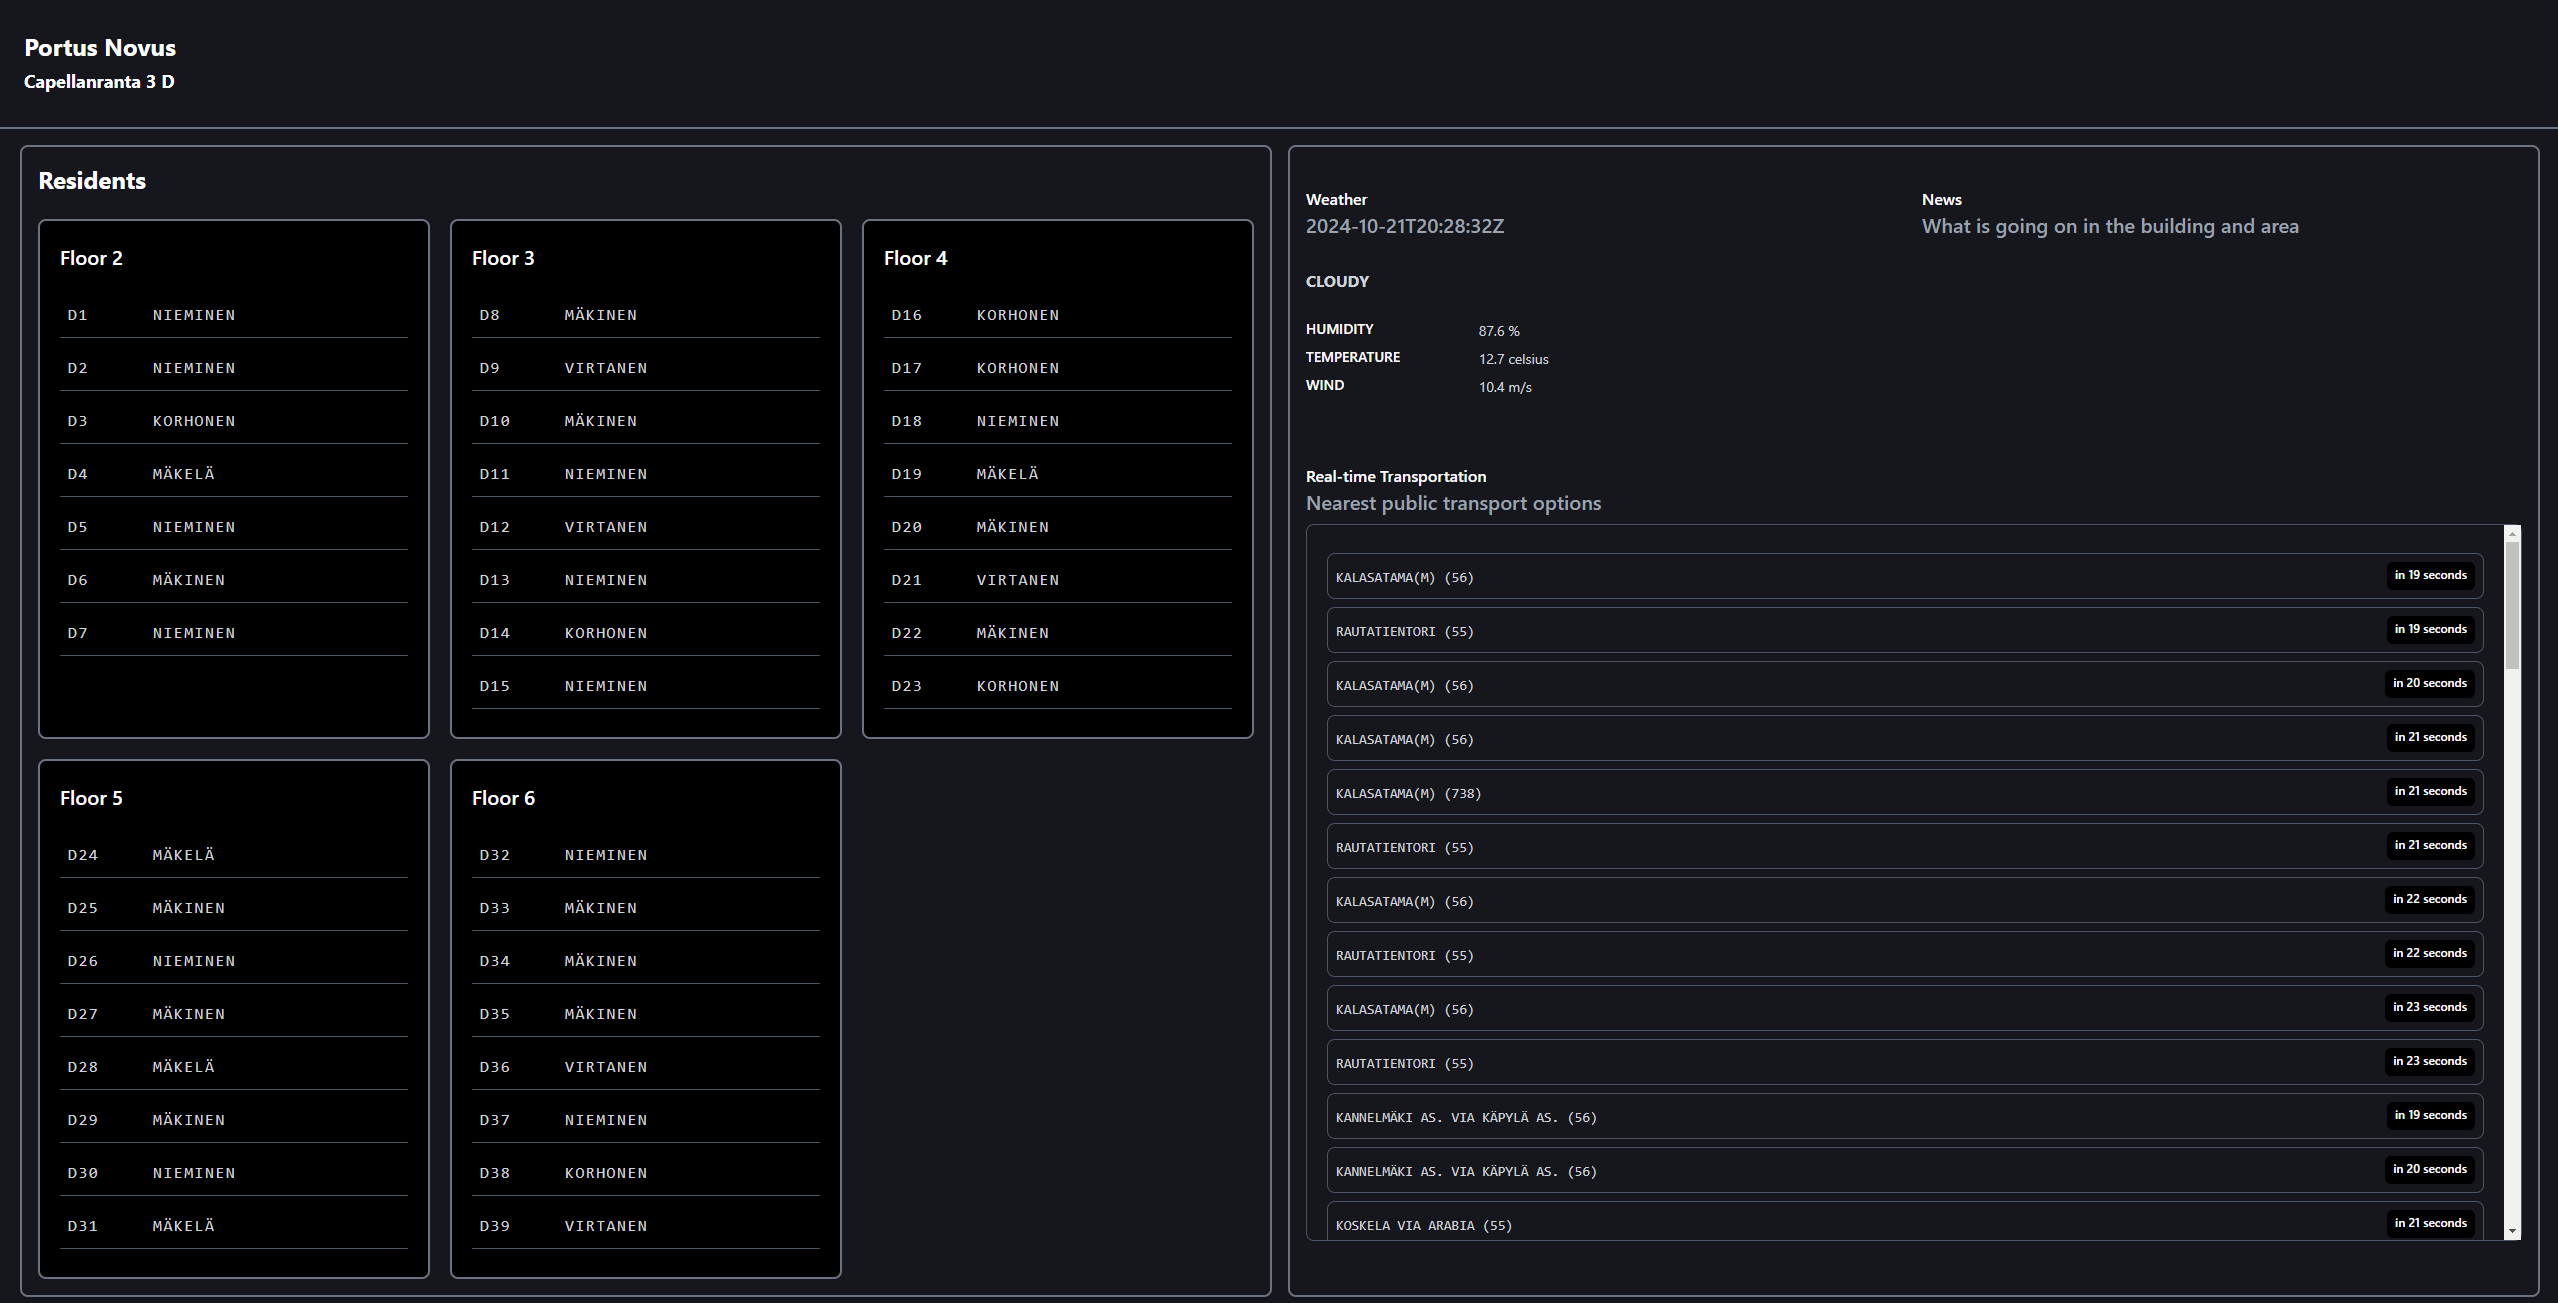 Portus Novus
Capellanranta 3 D
Residents
Floor 2
D1 NIEMINEN
D2 NIEMINEN
D3 KORHONEN
D4 MÄKELÄ
D5 NIEMINEN
D6 MÄKINEN
D7 NIEMINEN
Floor 3
D8 MÄKINEN
D9 VIRTANEN
D10 MÄKINEN
D11 NIEMINEN
D12 VIRTANEN
D13 NIEMINEN
D14 KORHONEN
D15 NIEMINEN
Floor 4
D16 KORHONEN
D17 KORHONEN
D18 NIEMINEN
D19 MÄKELÄ
D20 MÄKINEN
D21 VIRTANEN
D22 MÄKINEN
D23 KORHONEN
Floor 5
D24 MÄKELÄ
D25 MÄKINEN
D26 NIEMINEN
D27 MÄKINEN
D28 MÄKELÄ
D29 MÄKINEN
D30 NIEMINEN
D31 MÄKELÄ
Floor 6
D32 NIEMINEN
D33 MÄKINEN
D34 MÄKINEN
D35 MÄKINEN
D36 VIRTANEN
D37 NIEMINEN
D38 KORHONEN
D39 VIRTANEN
Weather
2024-10-21T20:28:32Z
CLOUDY
HUMIDITY 87.6 %
TEMPERATURE 12.7 celsius
WIND 10.4 m/s
News
What is going on in the building and area
Real-time Transportation
Nearest public transport options
KALASATAMA(M) (56) in 19 seconds
RAUTATIENTORI (55) in 19 seconds
KALASATAMA(M) (56) in 20 seconds
KALASATAMA(M) (56) in 21 seconds
KALASATAMA(M) (738) in 21 seconds
RAUTATIENTORI (55) in 21 seconds
KALASATAMA(M) (56) in 22 seconds
RAUTATIENTORI (55) in 22 seconds
KALASATAMA(M) (56) in 23 seconds
RAUTATIENTORI (55) in 23 seconds
KANNELMÄKI AS. VIA KÄPYLÄ AS. (56) in 19 seconds
KANNELMÄKI AS. VIA KÄPYLÄ AS. (56) in 20 seconds
KOSKELA VIA ARABIA (55) in 21 seconds